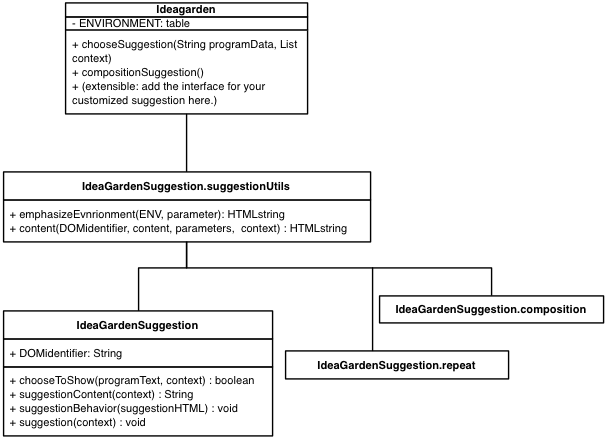 Ideagarden
- ENVIRONMENT: table
+ chooseSuggestion(String programData, List
context)
+ compositionSuggestion()
+ (extensible: add the interface for your
customized suggestion here.)
IdeaGardenSuggestion.suggestionUtils
+ emphasizeEvnrionment(ENV, parameter): HTMLstring
+ content(DOMidentifier, content, parameters,  context) : HTMLstring
IdeaGardenSuggestion
+ DOMidentifier: String
+ chooseToShow(programText, context) : boolean
+ suggestionContent(context) : String
+ suggestionBehavior(suggestionHTML) : void
+ suggestion(context) : void
IdeaGardenSuggestion.repeat
IdeaGardenSuggestion.composition